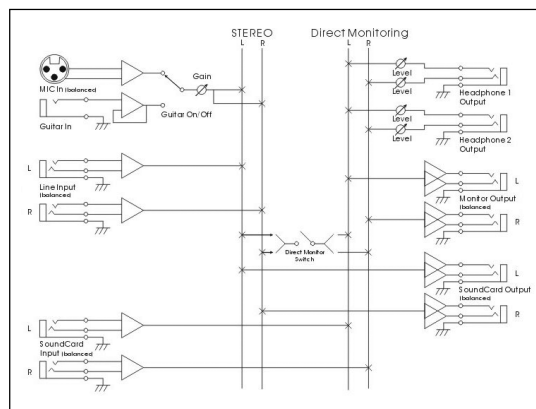 STEREO
L R
Direct Monitoring
L R
MIC In (balanced)
Gain
Guitar In
Guitar On/Off
Level
Level
Headphone 1
Output
Level
Level
Headphone 2
Output
L
Line Input
(balanced)
R
L
Monitor Output
(balanced)
R
Direct Monitor
Switch
L
SoundCard Output
(balanced)
R
L
SoundCard
Input (balanced)
R